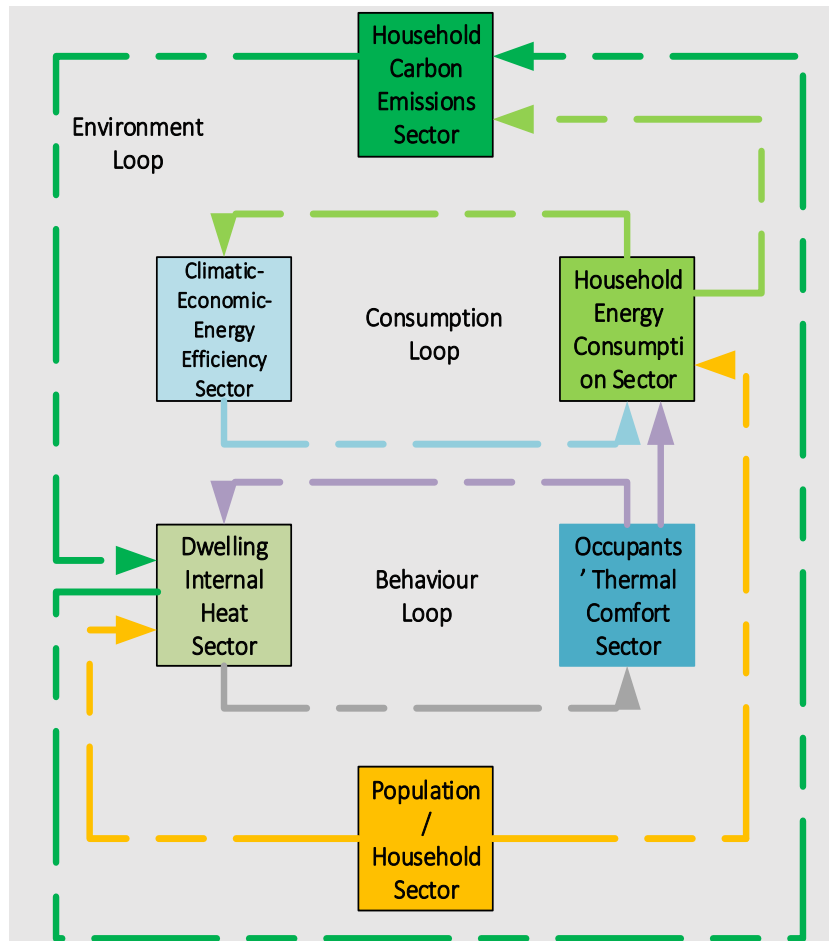 Household
Carbon
Emissions
Sector
Environment
Loop
Climatic-
Economic-
Energy
Efficiency
Sector
Consumption
Loop
Household
Energy
Consumpti
on Sector
Dwelling
Internal
Heat
Sector
Behaviour
Loop
Occupants
’ Thermal
Comfort
Sector
Population
/
Household
Sector